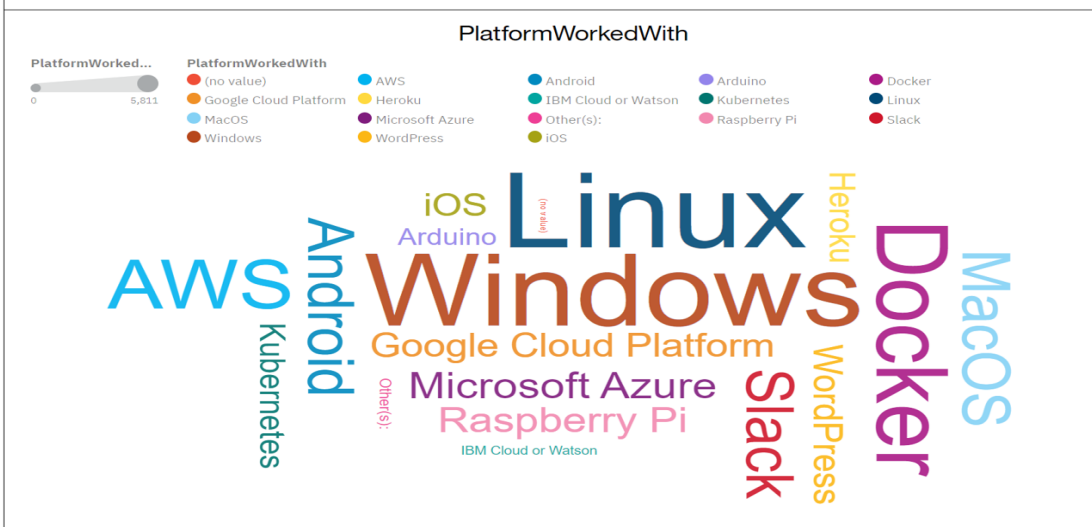 PlatformWorkedWith
PlatformWorked...
0 5,811
PlatformWorkedWith
(no value) AWS Android Arduino Docker
Google Cloud Platform Heroku IBM Cloud or Watson Kubernetes Linux
MacOS Microsoft Azure Other(s): Raspberry Pi Slack
Windows WordPress iOS
Linux
(no value)
Heroku
iOS
Arduino
Android
Docker
MacOS
AWS
Windows
Kubernetes
Google Cloud Platform
WordPress
Microsoft Azure
Slack
Other(s):
Raspberry Pi
IBM Cloud or Watson